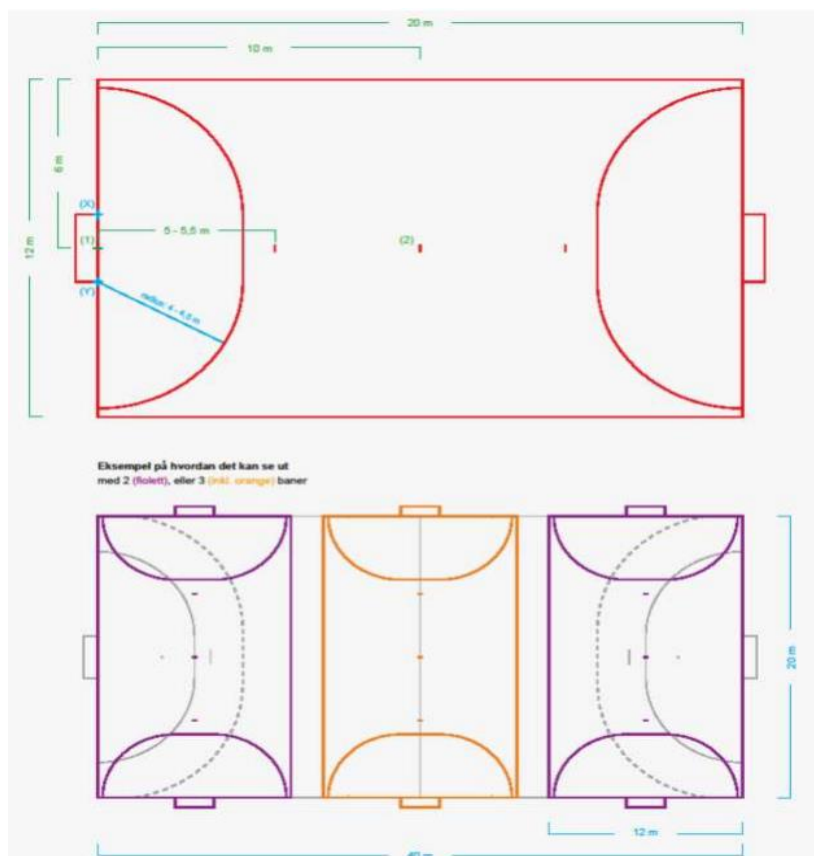 20 m
10 m
6 m
12 m
(X)
5 - 5,5 m
(1)
(2)
(Y)
radius: 4 - 4,5 m
Eksempel på hvordan det kan se ut
med 2 (fiolett), eller 3 (inkl. orange) baner
20 m
12 m
40 m